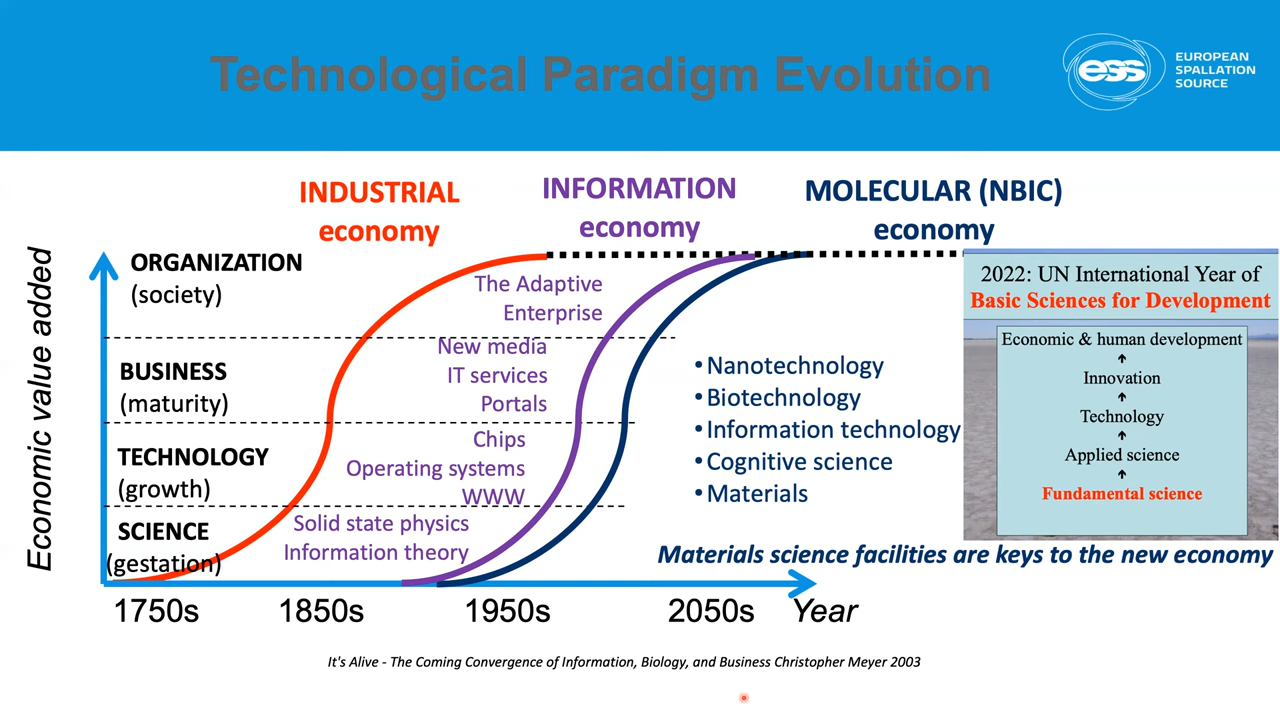 Technological Paradigm Evolution
ess
EUROPEAN
SPALLATION
SOURCE
INDUSTRIAL
economy
INFORMATION
economy
MOLECULAR (NBIC)
economy
Economic value added
ORGANIZATION
(society)
BUSINESS
(maturity)
TECHNOLOGY
(growth)
SCIENCE
(gestation)
The Adaptive
Enterprise
New media
IT services
Portals
Chips
Operating systems
WWW
Solid state physics
Information theory
•Nanotechnology
•Biotechnology
•Information technology
•Cognitive science
•Materials
2022: UN International Year of
Basic Sciences for Development
Economic & human development
Innovation
Technology
Applied science
Fundamental science
Materials science facilities are keys to the new economy
1750s 1850s 1950s 2050s Year
It's Alive - The Coming Convergence of Information, Biology, and Business Christopher Meyer 2003